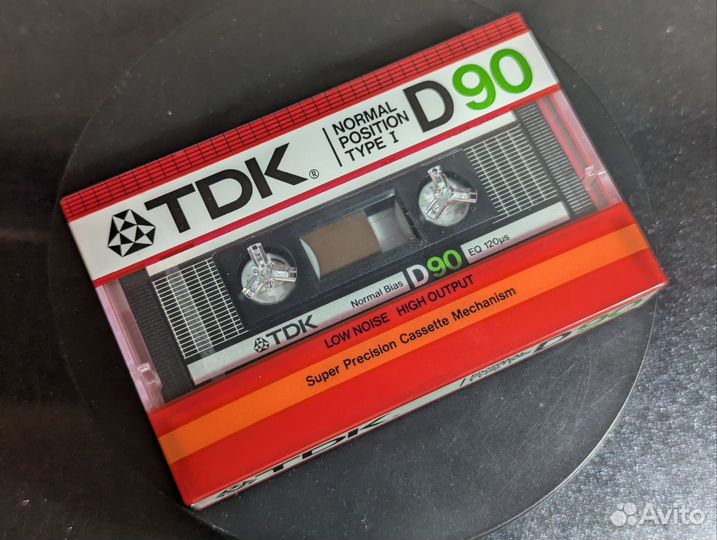 TDK®
NORMAL
POSITION
TYPE I
D90
TDK
Normal Bias
D90
EQ 120µs
LOW NOISE HIGH OUTPUT
Super Precision Cassette Mechanism
TDK
D90
Avito